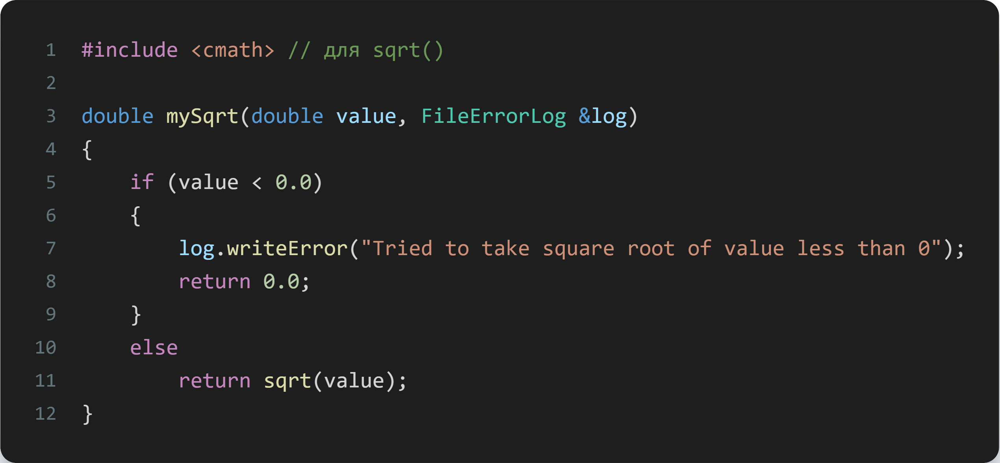 1 #include <cmath> // для sqrt()
2
3 double mySqrt(double value, FileErrorLog &log)
4 {
5     if (value < 0.0)
6     {
7         log.writeError("Tried to take square root of value less than 0");
8         return 0.0;
9     }
10     else
11         return sqrt(value);
12 }